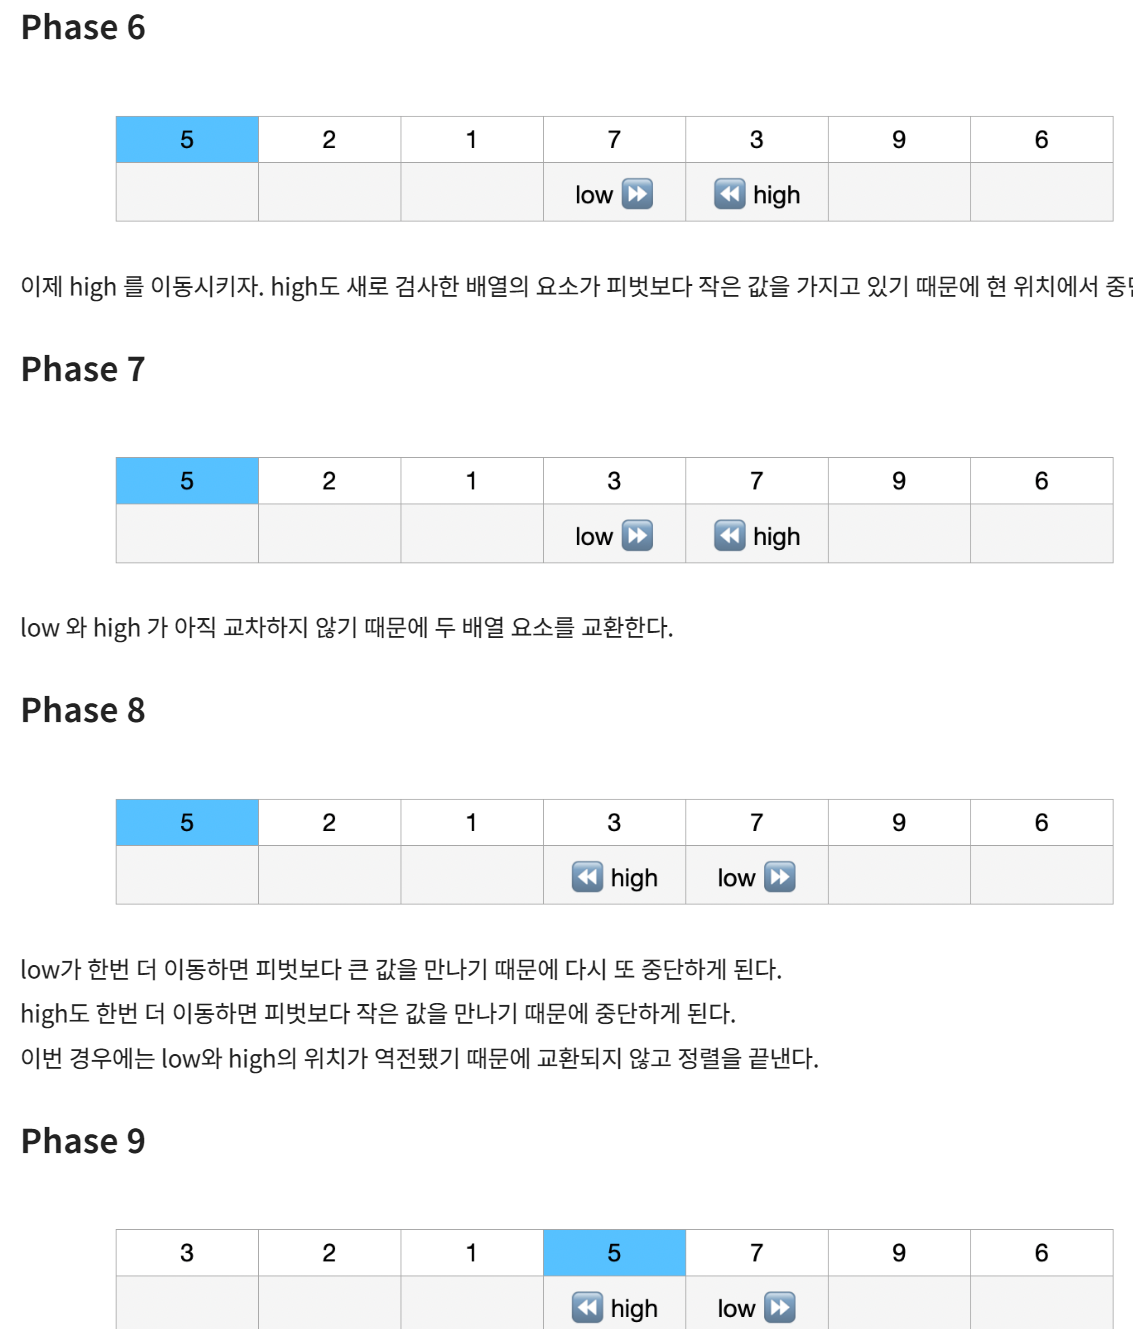 Phase 6
5 2 1 7 3 9 6
low ⏩ ⏪ high
이제 high 를 이동시키자. high도 새로 검사한 배열의 요소가 피벗보다 작은 값을 가지고 있기 때문에 현 위치에서
Phase 7
5 2 1 3 7 9 6
low ⏩ ⏪ high
low 와 high 가 아직 교차하지 않기 때문에 두 배열 요소를 교환한다.
Phase 8
5 2 1 3 7 9 6
⏪ high low ⏩
low가 한번 더 이동하면 피벗보다 큰 값을 만나기 때문에 다시 또 중단하게 된다.
high도 한번 더 이동하면 피벗보다 작은 값을 만나기 때문에 중단하게 된다.
이번 경우에는 low와 high의 위치가 역전됐기 때문에 교환되지 않고 정렬을 끝낸다.
Phase 9
3 2 1 5 7 9 6
⏪ high low ⏩